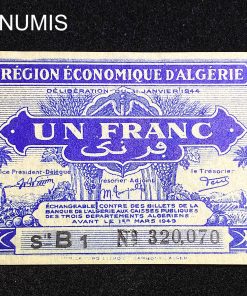 NUMIS
RÉGION ÉCONOMIQUE D'ALGÉRIE
DÉLIBÉRATION DU 31 JANVIER 1944
UN FRANC
فرنكي
Vice Président-Délégué
Trésorier Adjoint
le Trésorier
ÉCHANGEABLE CONTRE DES BILLETS DE LA
BANQUE DE L'ALGÉRIE AUX CAISSES PUBLIQUES
DES TROIS DÉPARTEMENTS ALGÉRIENS
AVANT LE 1ER MARS 1949
Sie B 1 No 320,070